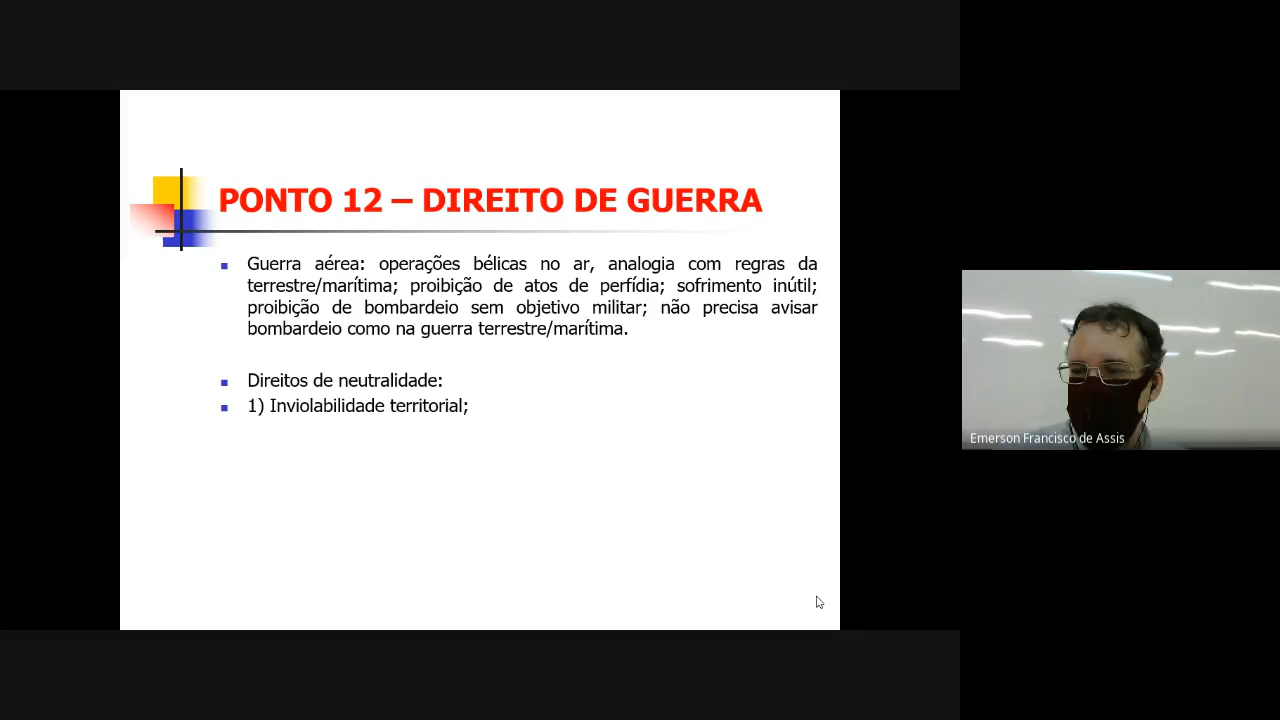 PONTO 12 – DIREITO DE GUERRA
Guerra aérea: operações bélicas no ar, analogia com regras da
terrestre/marítima; proibição de atos de perfídia; sofrimento inútil;
proibição de bombardeio sem objetivo militar; não precisa avisar
bombardeio como na guerra terrestre/marítima.
Direitos de neutralidade:
1) Inviolabilidade territorial;
Emerson Francisco de Assis